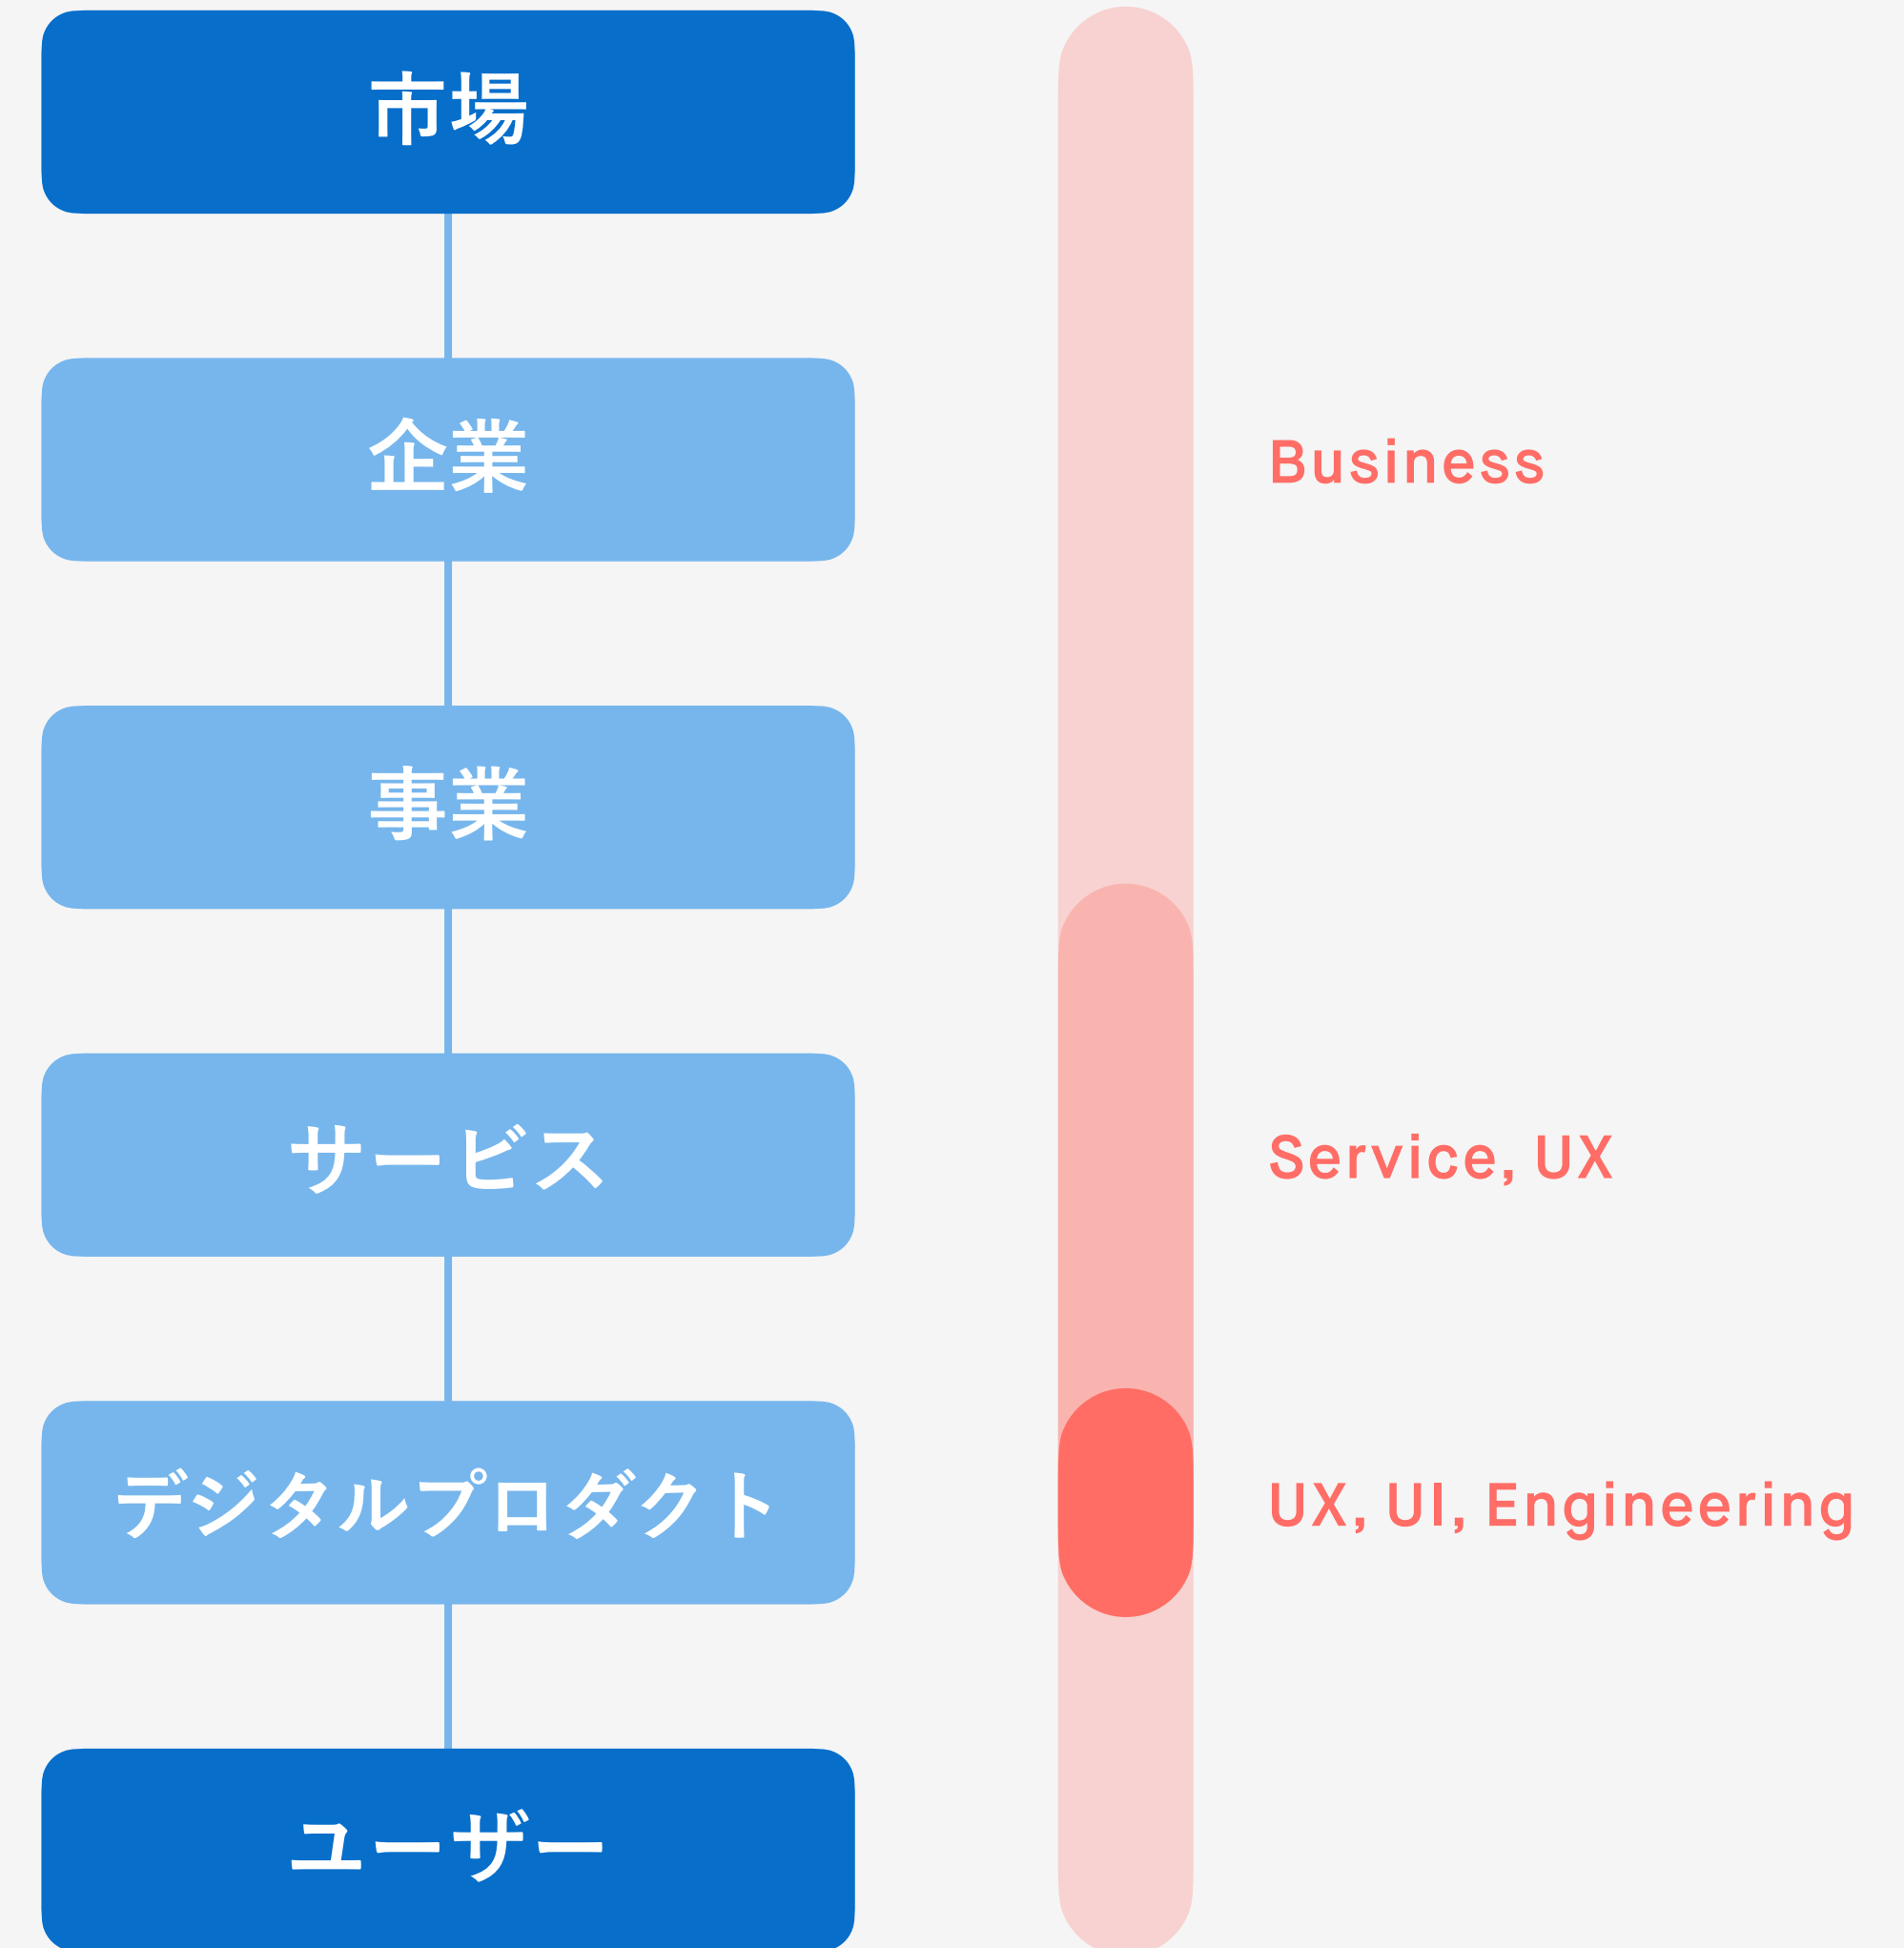 市場
企業
Business
事業
サービス
Service, UX
デジタルプロダクト
UX, UI, Engineering
ユーザー